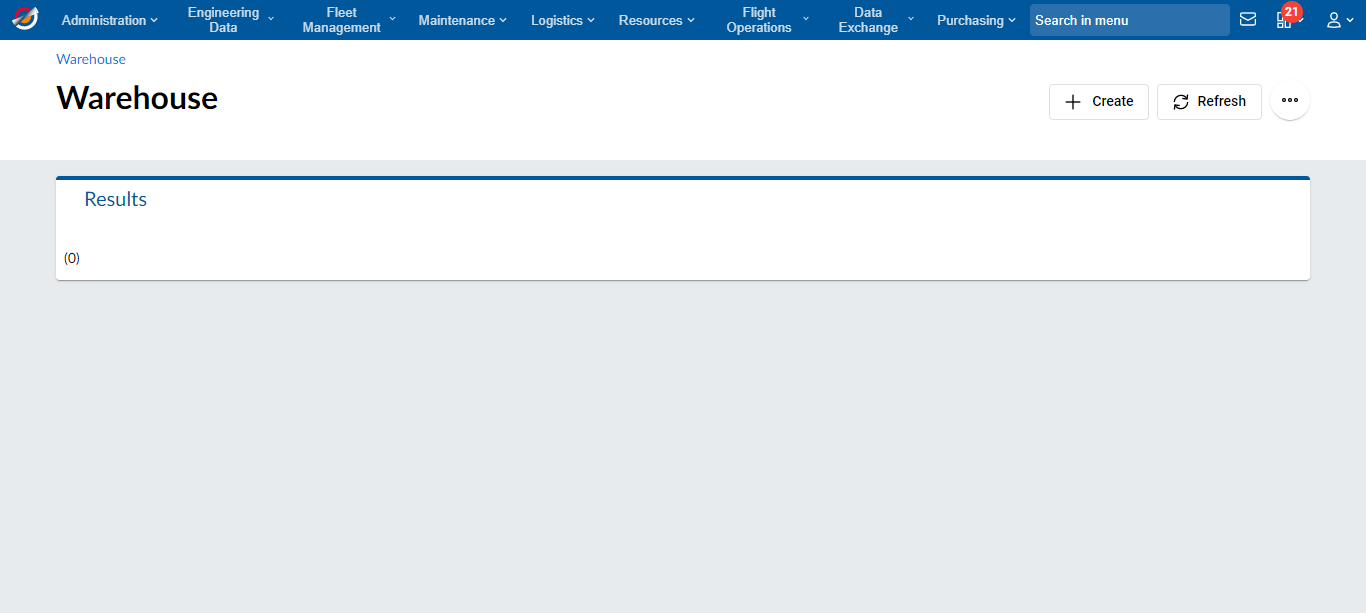 Administration
Engineering
Data
Fleet
Management
Maintenance
Logistics
Resources
Flight
Operations
Data
Exchange
Purchasing
Search in menu
21
Warehouse
Warehouse
Create
Refresh
Results
(0)